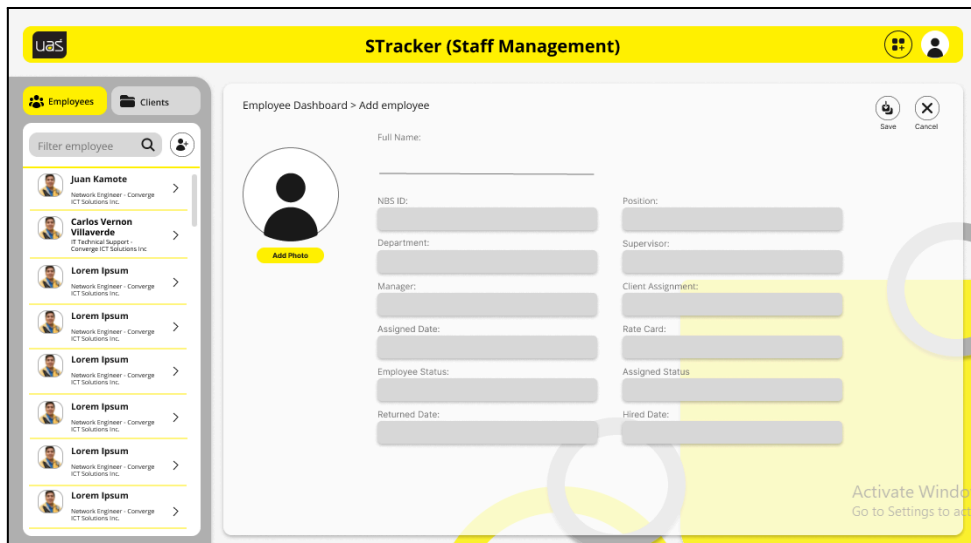 uas
STracker (Staff Management)
Employees
Clients
Filter employee
Juan Kamote
Network Engineer - Converge
ICT Solutions Inc.
Carlos Vernon
Villaverde
IT Technical Support -
Converge ICT Solutions Inc
Lorem Ipsum
Network Engineer - Converge
ICT Solutions Inc.
Lorem Ipsum
Network Engineer - Converge
ICT Solutions Inc.
Lorem Ipsum
Network Engineer - Converge
ICT Solutions Inc.
Lorem Ipsum
Network Engineer - Converge
ICT Solutions Inc.
Lorem Ipsum
Network Engineer - Converge
ICT Solutions Inc.
Lorem Ipsum
Network Engineer - Converge
ICT Solutions Inc.
Employee Dashboard > Add employee
Save
Cancel
Add Photo
Full Name:
NBS ID:
Position:
Department:
Supervisor:
Manager:
Client Assignment:
Assigned Date:
Rate Card:
Employee Status:
Assigned Status
Returned Date:
Hired Date:
Activate Windo
Go to Settings to act